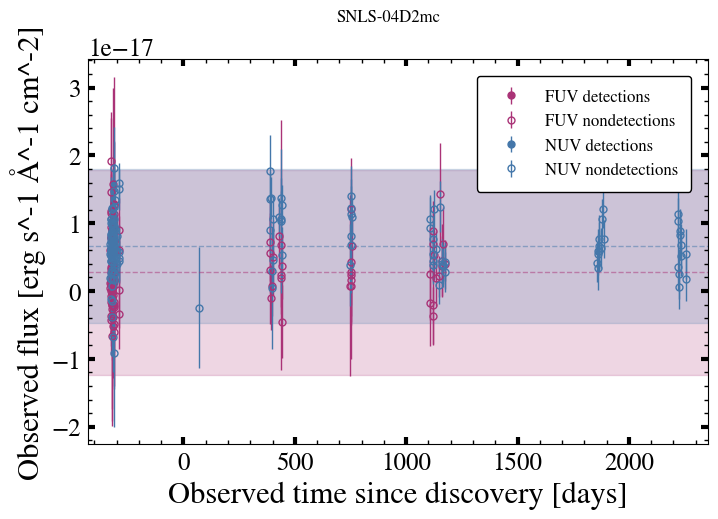 SNLS-04D2mc
1e−17
Observed flux [erg s^-1 Å^-1 cm^-2]
3
2
1
0
−1
−2
FUV detections
FUV nondetections
NUV detections
NUV nondetections
0 500 1000 1500 2000
Observed time since discovery [days]